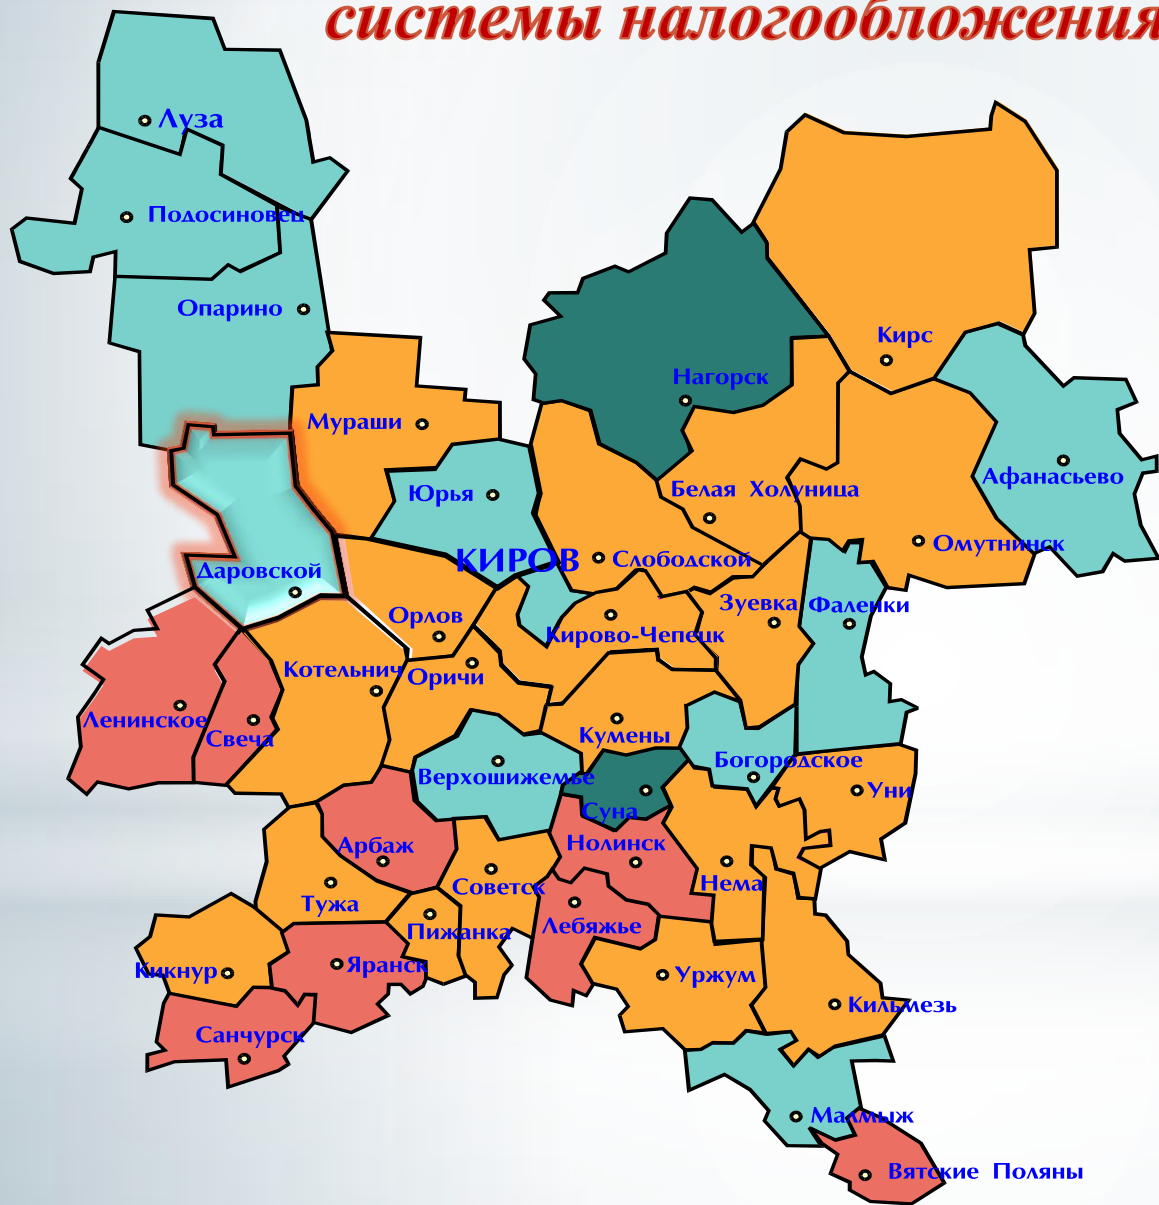 системы налогообложения
Луза
Подосиновец
Опарино
Кирс
Нагорск
Мураши
Афанасьево
Белая Холуница
Юрья
Омутнинск
КИРОВ
Слободской
Даровской
Зуевка
Фаленки
Орлов
Кирово-Чепецк
Котельнич
Оричи
Ленинское
Свеча
Кумены
Богородское
Верхошижемье
Уни
Суна
Нолинск
Арбаж
Нема
Советск
Тужа
Лебяжье
Пижанка
Яранск
Кикнур
Уржум
Кильмезь
Санчурск
Малмыж
Вятские Поляны